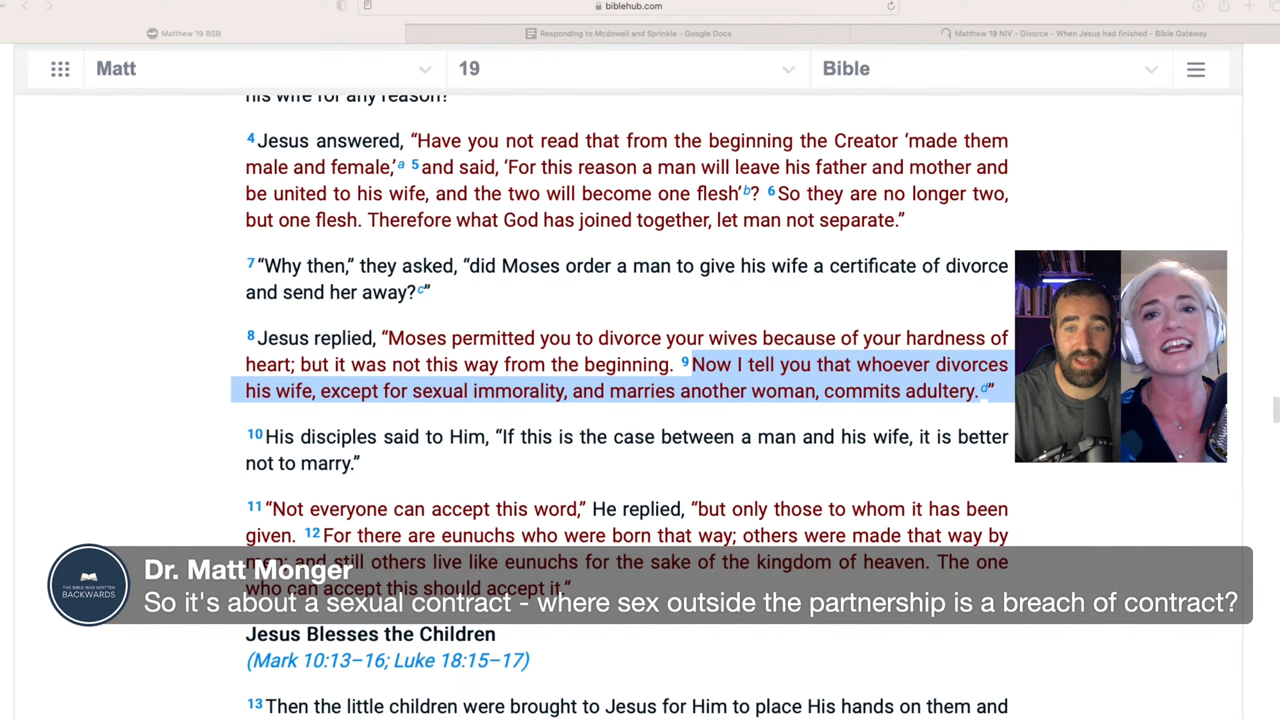 biblehub.com
Matthew 19 BSB
Responding to Mcdowell and Sprinkle - Google Docs
Matthew 19 NIV - Divorce - When Jesus had finished - Bible Gateway
Matt
19
Bible
his wife for any reason?
4 Jesus answered, “Have you not read that from the beginning the Creator ‘made them
male and female,’a 5 and said, ‘For this reason a man will leave his father and mother and
be united to his wife, and the two will become one flesh’b? 6 So they are no longer two,
but one flesh. Therefore what God has joined together, let man not separate.”
7 “Why then,” they asked, “did Moses order a man to give his wife a certificate of divorce
and send her away?c”
8 Jesus replied, “Moses permitted you to divorce your wives because of your hardness of
heart; but it was not this way from the beginning. 9 Now I tell you that whoever divorces
his wife, except for sexual immorality, and marries another woman, commits adultery.d”
10 His disciples said to Him, “If this is the case between a man and his wife, it is better
not to marry.”
11 “Not everyone can accept this word,” He replied, “but only those to whom it has been
given. 12 For there are eunuchs who were born that way; others were made that way by
men; and still others live like eunuchs for the sake of the kingdom of heaven. The one
who can accept this should accept it.”
THE BIBLE WAS WRITTEN
BACKWARDS
Dr. Matt Monger
So it's about a sexual contract - where sex outside the partnership is a breach of contract?
Jesus Blesses the Children
(Mark 10:13–16; Luke 18:15–17)
13 Then the little children were brought to Jesus for Him to place His hands on them and